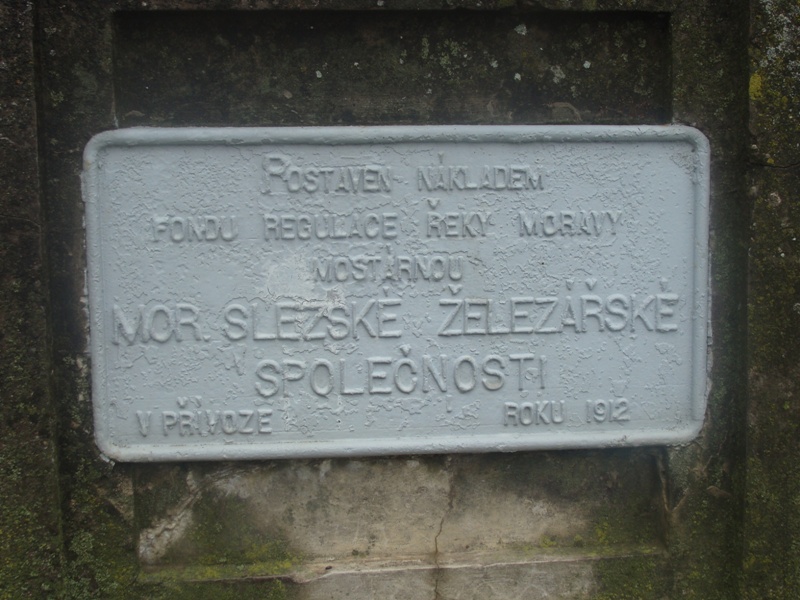 POSTAVEN NÁKLADEM
FONDU REGULACE ŘEKY MORAVY
MOSTÁRNOU
MOR. SLEZSKÉ ŽELEZÁŘSKÉ
SPOLEČNOSTI
V PŘÍVOZE ROKU 1912